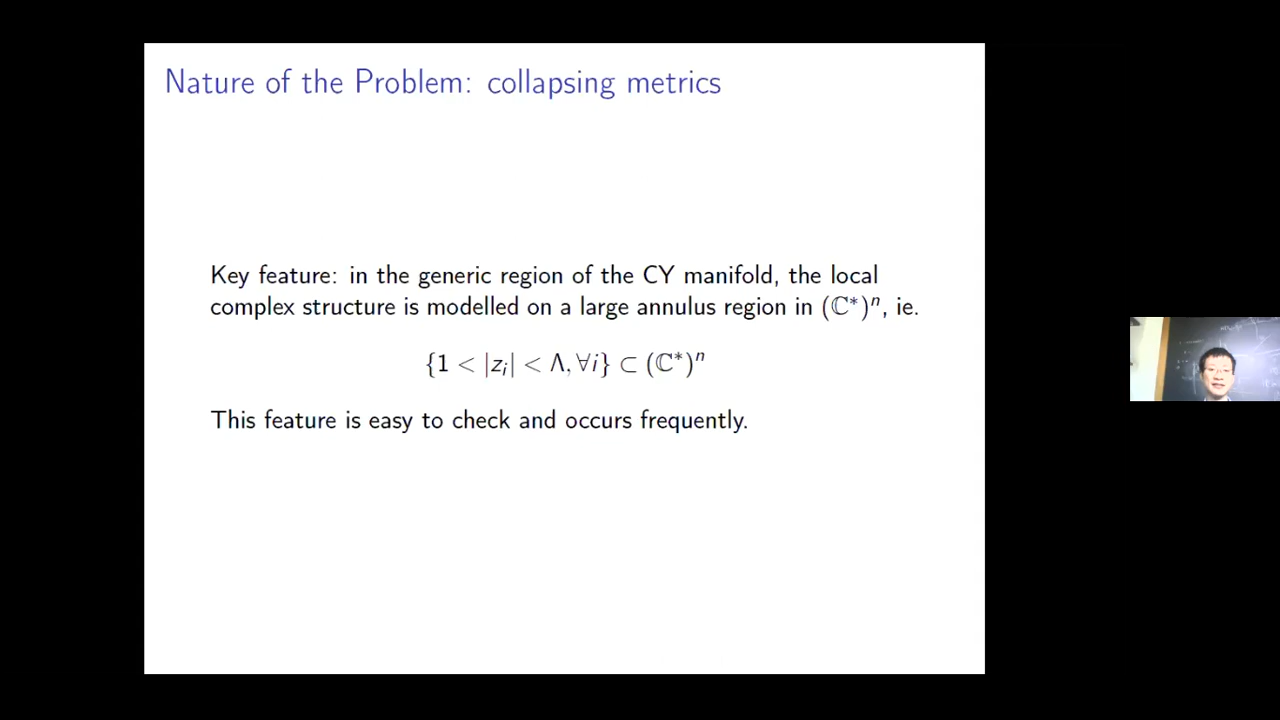 Nature of the Problem: collapsing metrics
Key feature: in the generic region of the CY manifold, the local
complex structure is modelled on a large annulus region in (ℂ*)ⁿ, ie.
{1 < |zᵢ| < Λ, ∀i} ⊂ (ℂ*)ⁿ
This feature is easy to check and occurs frequently.